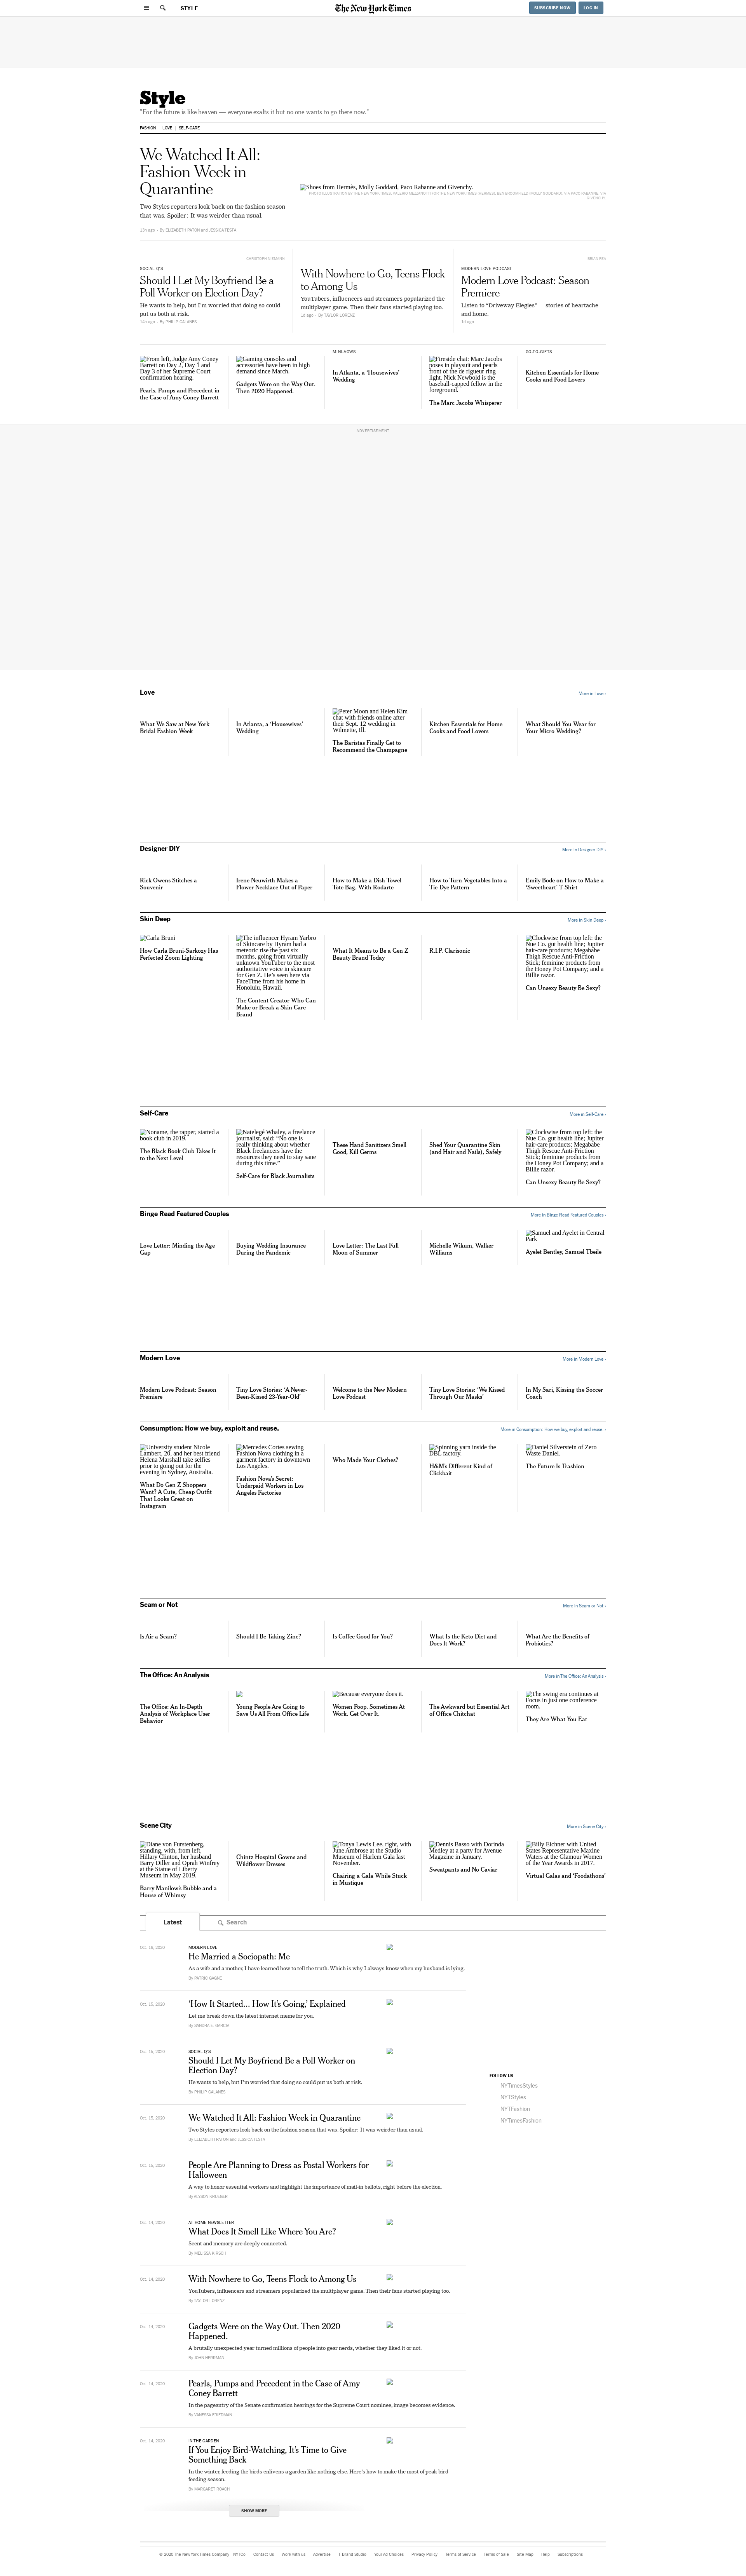 STYLE
The New York Times
SUBSCRIBE NOW
LOG IN
Style
"For the future is like heaven — everyone exalts it but no one wants to go there now."
FASHION
LOVE
SELF-CARE
We Watched It All:
Fashion Week in
Quarantine
Two Styles reporters look back on the fashion season
that was. Spoiler: It was weirder than usual.
By ELIZABETH PATON and JESSICA TESTA
Shoes from Hermès, Molly Goddard, Paco Rabanne and Givenchy.
SOCIAL Q'S
Should I Let My Boyfriend Be a
Poll Worker on Election Day?
He wants to help, but I'm worried that doing so could
put us both at risk.
By PHILIP GALANES
With Nowhere to Go, Teens Flock
to Among Us
YouTubers, influencers and streamers popularized the
multiplayer game. Then their fans started playing too.
By TAYLOR LORENZ
MODERN LOVE PODCAST
Modern Love Podcast: Season
Premiere
Listen to "Driveway Elegies" — stories of heartache
and home.
From left, Judge Amy Coney
Barrett on Day 2, Day 1 and
Day 3 of her Supreme Court
confirmation hearing.
Pearls, Pumps and Precedent in
the Case of Amy Coney Barrett
Gaming consoles and
accessories have been in high
demand since March.
Gadgets Were on the Way Out.
Then 2020 Happened.
MINI-VOWS
In Atlanta, a 'Housewives'
Wedding
Fireside chat: Marc Jacobs
poses in playsuit and pearls
front of the de rigueur ring
light. Nick Newbold is the
baseball-capped fellow in the
foreground.
The Marc Jacobs Whisperer
GO-TO-GIFTS
Kitchen Essentials for Home
Cooks and Food Lovers
ADVERTISEMENT
Love
More in Love ›
What We Saw at New York
Bridal Fashion Week
In Atlanta, a 'Housewives'
Wedding
Peter Moon and Helen Kim
chat with friends online after
their Sept. 12 wedding in
Wilmette, Ill.
The Baristas Finally Get to
Recommend the Champagne
Kitchen Essentials for Home
Cooks and Food Lovers
What Should You Wear for
Your Micro Wedding?
Designer DIY
More in Designer DIY ›
Rick Owens Stitches a
Souvenir
Irene Neuwirth Makes a
Flower Necklace Out of Paper
How to Make a Dish Towel
Tote Bag, With Rodarte
How to Turn Vegetables Into a
Tie-Dye Pattern
Emily Bode on How to Make a
'Sweetheart' T-Shirt
Skin Deep
More in Skin Deep ›
Carla Bruni
How Carla Bruni-Sarkozy Has
Perfected Zoom Lighting
The influencer Hyram Yarbro
of Skincare by Hyram had a
meteoric rise the past six
months, going from virtually
unknown YouTuber to the most
authoritative voice in skincare
for Gen Z. He's seen here via
FaceTime from his home in
Honolulu, Hawaii.
The Content Creator Who Can
Make or Break a Skin Care
Brand
What It Means to Be a Gen Z
Beauty Brand Today
R.I.P. Clarisonic
Clockwise from top left: the
Nue Co. gut health line; Jupiter
hair and scalp care products; Megababe
Thigh Rescue Anti-Friction
Stick; feminine products from
the Honey Pot Company; and a
Billie razor.
Can Unsexy Beauty Be Sexy?
Self-Care
More in Self-Care ›
Noname, the rapper, started a
book club in 2019.
The Black Book Club Takes It
to the Next Level
Natelegé Whaley, a freelance
journalist, said: "No one is
really thinking about whether
Black freelancers have the
resources they need to stay sane
during this time."
Self-Care for Black Journalists
These Hand Sanitizers Smell
Good, Kill Germs
Shed Your Quarantine Skin
(and Hair and Nails), Safely
Clockwise from top left: the
Nue Co. gut health line; Jupiter
hair and scalp care products; Megababe
Thigh Rescue Anti-Friction
Stick; feminine products from
the Honey Pot Company; and a
Billie razor.
Can Unsexy Beauty Be Sexy?
Binge Read Featured Couples
More in Binge Read Featured Couples ›
Love Letter: Minding the Age
Gap
Buying Wedding Insurance
During the Pandemic
Love Letter: The Last Full
Moon of Summer
Michelle Wikum, Walker
Williams
Samuel and Ayelet in Central
Park
Ayelet Bentley, Samuel Tbeile
Modern Love
More in Modern Love ›
Modern Love Podcast: Season
Premiere
Tiny Love Stories: 'A Never-
Been-Kissed 23-Year-Old'
Welcome to the New Modern
Love Podcast
Tiny Love Stories: 'We Kissed
Through Our Masks'
In My Sari, Kissing the Soccer
Coach
Consumption: How we buy, exploit and reuse.
More in Consumption: How we buy, exploit and reuse. ›
University student Nicole
Lambert, 20, and her best friend
Helena Marshall take selfies
prior to going out for the
evening in Sydney, Australia.
What Do Gen Z Shoppers
Want? A Cute, Cheap Outfit
That Looks Great on
Instagram
Mercedes Cortes sewing
Fashion Nova clothing in a
garment factory in downtown
Los Angeles.
Fashion Nova's Secret:
Underpaid Workers in Los
Angeles Factories
Who Made Your Clothes?
Spinning yarn inside the
DBL factory.
H&M's Different Kind of
Clickbait
Daniel Silverstein of Zero
Waste Daniel.
The Future Is Trashion
Scam or Not
More in Scam or Not ›
Is Air a Scam?
Should I Be Taking Zinc?
Is Coffee Good for You?
What Is the Keto Diet and
Does It Work?
What Are the Benefits of
Probiotics?
The Office: An Analysis
More in The Office: An Analysis ›
The Office: An In-Depth
Analysis of Workplace User
Behavior
Young People Are Going to
Save Us All From Office Life
Because everyone does it.
Women Poop. Sometimes At
Work. Get Over It.
The Awkward but Essential Art
of Office Chitchat
The swing era continues at
Focus in just one conference
room.
They Are What You Eat
Scene City
More in Scene City ›
Diane von Furstenberg,
standing, with, from left,
Hillary Clinton, her husband
Barry Diller and Oprah Winfrey
at the Statue of Liberty
Museum in May 2019.
Barry Manilow's Bubble and a
House of Whimsy
Chintz Hospital Gowns and
Wildflower Dresses
Tonya Lewis Lee, right, with
June Ambrose at the Studio
Museum of Harlem Gala last
November.
Chairing a Gala While Stuck
in Mustique
Dennis Basso with Dorinda
Medley at a party for Avenue
Magazine in January.
Sweatpants and No Caviar
Billy Eichner with United
States Representative Maxine
Waters at the Glamour Women
of the Year Awards in 2017.
Virtual Galas and 'Foodathons'
Latest
Search
Oct. 16, 2020
MODERN LOVE
He Married a Sociopath: Me
As a wife and a mother, I have learned how to tell the truth. Which is why I always know when my husband is lying.
By PATRIC GAGNE
Oct. 15, 2020
'How It Started... How It's Going,' Explained
Let me break down the latest internet meme for you.
By SANDRA E. GARCIA
Oct. 15, 2020
SOCIAL Q'S
Should I Let My Boyfriend Be a Poll Worker on
Election Day?
He wants to help, but I'm worried that doing so could put us both at risk.
By PHILIP GALANES
Oct. 15, 2020
We Watched It All: Fashion Week in Quarantine
Two Styles reporters look back on the fashion season that was. Spoiler: It was weirder than usual.
By ELIZABETH PATON and JESSICA TESTA
Oct. 15, 2020
People Are Planning to Dress as Postal Workers for
Halloween
A way to honor essential workers and highlight the importance of mail-in ballots, right before the election.
By ALYSON KRUEGER
Oct. 14, 2020
AT HOME NEWSLETTER
What Does It Smell Like Where You Are?
Scent and memory are deeply connected.
By MELISSA KIRSCH
Oct. 14, 2020
With Nowhere to Go, Teens Flock to Among Us
YouTubers, influencers and streamers popularized the multiplayer game. Then their fans started playing too.
By TAYLOR LORENZ
Oct. 14, 2020
Gadgets Were on the Way Out. Then 2020
Happened.
A brutally unexpected year turned millions of people into gear nerds, whether they liked it or not.
By JOHN HERRMAN
Oct. 14, 2020
Pearls, Pumps and Precedent in the Case of Amy
Coney Barrett
In the pageantry of the Senate confirmation hearings for the Supreme Court nominee, image becomes evidence.
By VANESSA FRIEDMAN
Oct. 14, 2020
IN THE GARDEN
If You Enjoy Bird-Watching, It's Time to Give
Something Back
In the winter, feeding the birds enlivens a garden like nothing else. Here's how to make the most of peak bird-
feeding season.
By MARGARET ROACH
SHOW MORE
FOLLOW US
NYTimesStyles
NYTStyles
NYTFashion
NYTimesFashion
© 2020 The New York Times Company
NYTCo
Contact Us
Work with us
Advertise
T Brand Studio
Your Ad Choices
Privacy Policy
Terms of Service
Terms of Sale
Site Map
Help
Subscriptions